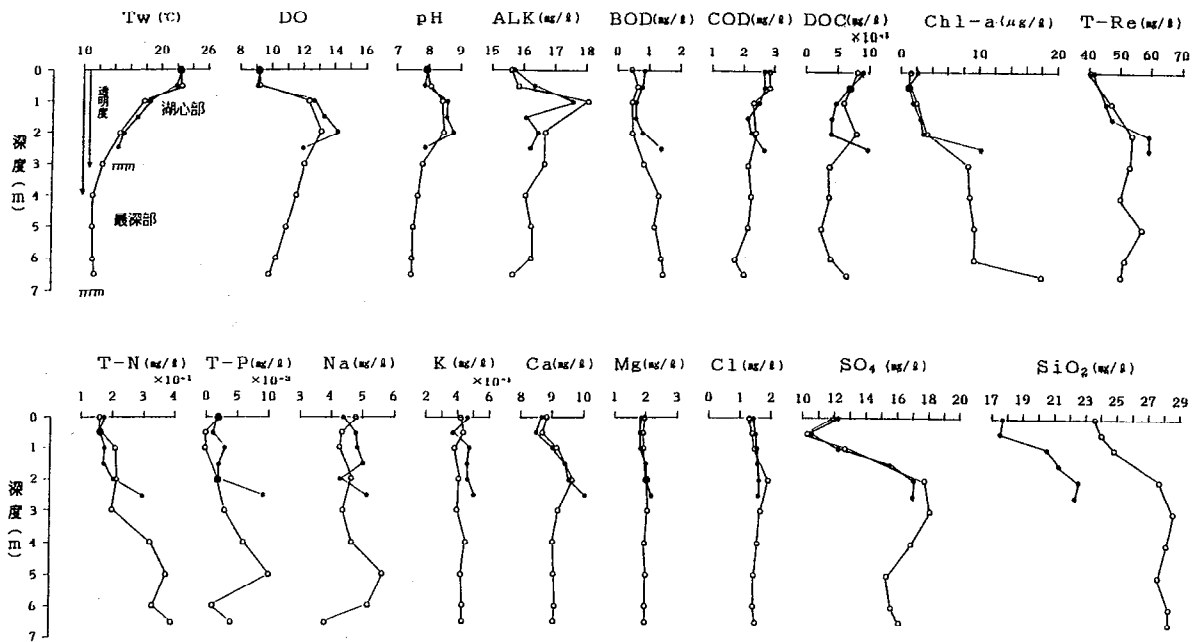 Tw (℃) DO pH ALK(mg/ℓ) BOD(mg/ℓ) COD(mg/ℓ) DOC(mg/ℓ) Chl-a(μg/ℓ) T-Re(mg/ℓ)
×10⁻¹
10 22 26 8 10 12 14 16 7 8 9 15 16 17 18 0 1 2 1 2 3 0 5 10 0 10 20 40 50 60 70
0
1
2
3
4
5
6
7
深度(m)
透明度
湖心部
最深部
T-N(mg/ℓ) T-P(mg/ℓ) Na(mg/ℓ) K(mg/ℓ) Ca(mg/ℓ) Mg(mg/ℓ) Cl(mg/ℓ) SO₄(mg/ℓ) SiO₂(mg/ℓ)
×10⁻¹ ×10⁻³ ×10⁻¹
1 2 3 4 0 5 10 3 4 5 6 2 4 6 8 9 10 1 2 3 0 1 2 10 12 14 16 18 20 17 19 21 23 25 27 29
0
1
2
3
4
5
6
7
深度(m)